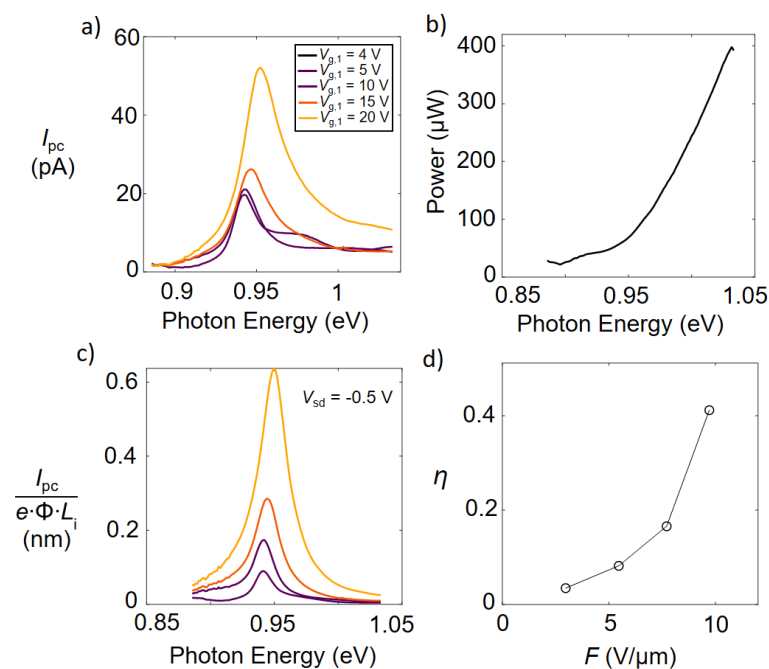 a)
60
40
20
0
I_pc
(pA)
V_g,1 = 4 V
V_g,1 = 5 V
V_g,1 = 10 V
V_g,1 = 15 V
V_g,1 = 20 V
0.9 0.95 1
Photon Energy (eV)
b)
400
300
200
100
0
Power (μW)
0.85 0.95 1.05
Photon Energy (eV)
c)
0.6
0.4
0.2
0
I_pc
e·Φ·L_i
(nm)
V_sd = -0.5 V
0.85 0.95 1.05
Photon Energy (eV)
d)
0.4
0.2
0
η
0 5 10
F (V/μm)